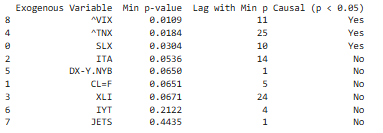 Exogenous Variable Min p-value Lag with Min p Causal (p < 0.05)
8 ^VIX 0.0109 11 Yes
4 ^TNX 0.0184 25 Yes
0 SLX 0.0304 10 Yes
2 ITA 0.0536 14 No
5 DX-Y.NYB 0.0650 1 No
1 CL=F 0.0651 5 No
3 XLI 0.0671 24 No
6 IYT 0.2122 4 No
7 JETS 0.4435 1 No